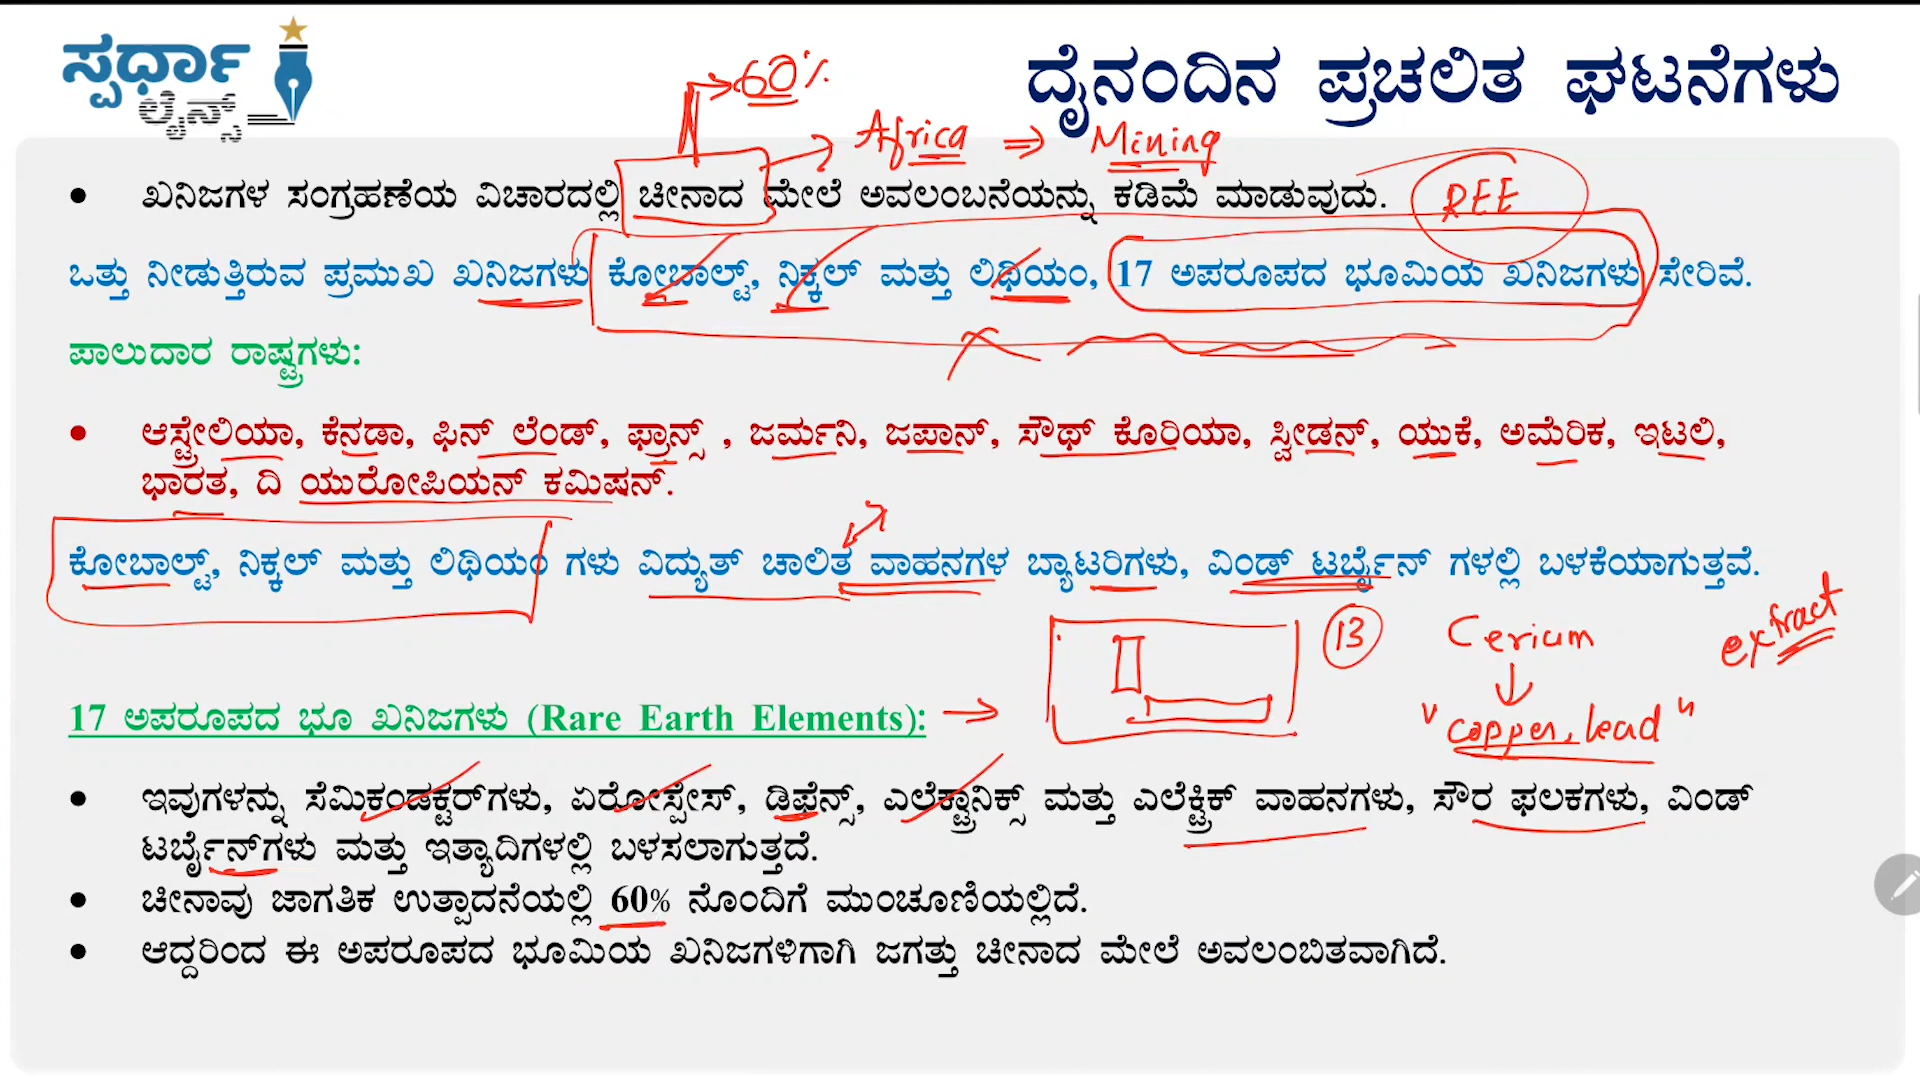 ಸ್ಪರ್ಧಾ
ಲೈನ್ಸ್
ದೈನಂದಿನ ಪ್ರಚಲಿತ ಘಟನೆಗಳು
60%
Africa ⇒ Mining
• ಖನಿಜಗಳ ಸಂಗ್ರಹಣೆಯ ವಿಚಾರದಲ್ಲಿ ಚೀನಾದ ಮೇಲೆ ಅವಲಂಬನೆಯನ್ನು ಕಡಿಮೆ ಮಾಡುವುದು.
REE
ಒತ್ತು ನೀಡುತ್ತಿರುವ ಪ್ರಮುಖ ಖನಿಜಗಳು ಕೋಬಾಲ್ಟ್, ನಿಕ್ಕಲ್ ಮತ್ತು ಲಿಥಿಯಂ, 17 ಅಪರೂಪದ ಭೂಮಿಯ ಖನಿಜಗಳು ಸೇರಿವೆ.
ಪಾಲುದಾರ ರಾಷ್ಟ್ರಗಳು:
• ಆಸ್ಟ್ರೇಲಿಯಾ, ಕೆನಡಾ, ಫಿನ್ ಲೆಂಡ್, ಫ್ರಾನ್ಸ್ , ಜರ್ಮನಿ, ಜಪಾನ್, ಸೌಥ್ ಕೊರಿಯಾ, ಸ್ವೀಡನ್, ಯುಕೆ, ಅಮೆರಿಕ, ಇಟಲಿ,
ಭಾರತ, ದಿ ಯುರೋಪಿಯನ್ ಕಮಿಷನ್.
ಕೋಬಾಲ್ಟ್, ನಿಕ್ಕಲ್ ಮತ್ತು ಲಿಥಿಯಂ ಗಳು ವಿದ್ಯುತ್ ಚಾಲಿತ ವಾಹನಗಳ ಬ್ಯಾಟರಿಗಳು, ವಿಂಡ್ ಟರ್ಬೈನ್ ಗಳಲ್ಲಿ ಬಳಕೆಯಾಗುತ್ತವೆ.
13 Cerium extract
17 ಅಪರೂಪದ ಭೂ ಖನಿಜಗಳು (Rare Earth Elements):
"copper, lead"
• ಇವುಗಳನ್ನು ಸೆಮಿಕಂಡಕ್ಟರ್‌ಗಳು, ಏರೋಸ್ಪೇಸ್, ಡಿಫೆನ್ಸ್, ಎಲೆಕ್ಟ್ರಾನಿಕ್ಸ್ ಮತ್ತು ಎಲೆಕ್ಟ್ರಿಕ್ ವಾಹನಗಳು, ಸೌರ ಫಲಕಗಳು, ವಿಂಡ್
ಟರ್ಬೈನ್‌ಗಳು ಮತ್ತು ಇತ್ಯಾದಿಗಳಲ್ಲಿ ಬಳಸಲಾಗುತ್ತದೆ.
• ಚೀನಾವು ಜಾಗತಿಕ ಉತ್ಪಾದನೆಯಲ್ಲಿ 60% ನೊಂದಿಗೆ ಮುಂಚೂಣಿಯಲ್ಲಿದೆ.
• ಆದ್ದರಿಂದ ಈ ಅಪರೂಪದ ಭೂಮಿಯ ಖನಿಜಗಳಿಗಾಗಿ ಜಗತ್ತು ಚೀನಾದ ಮೇಲೆ ಅವಲಂಬಿತವಾಗಿದೆ.